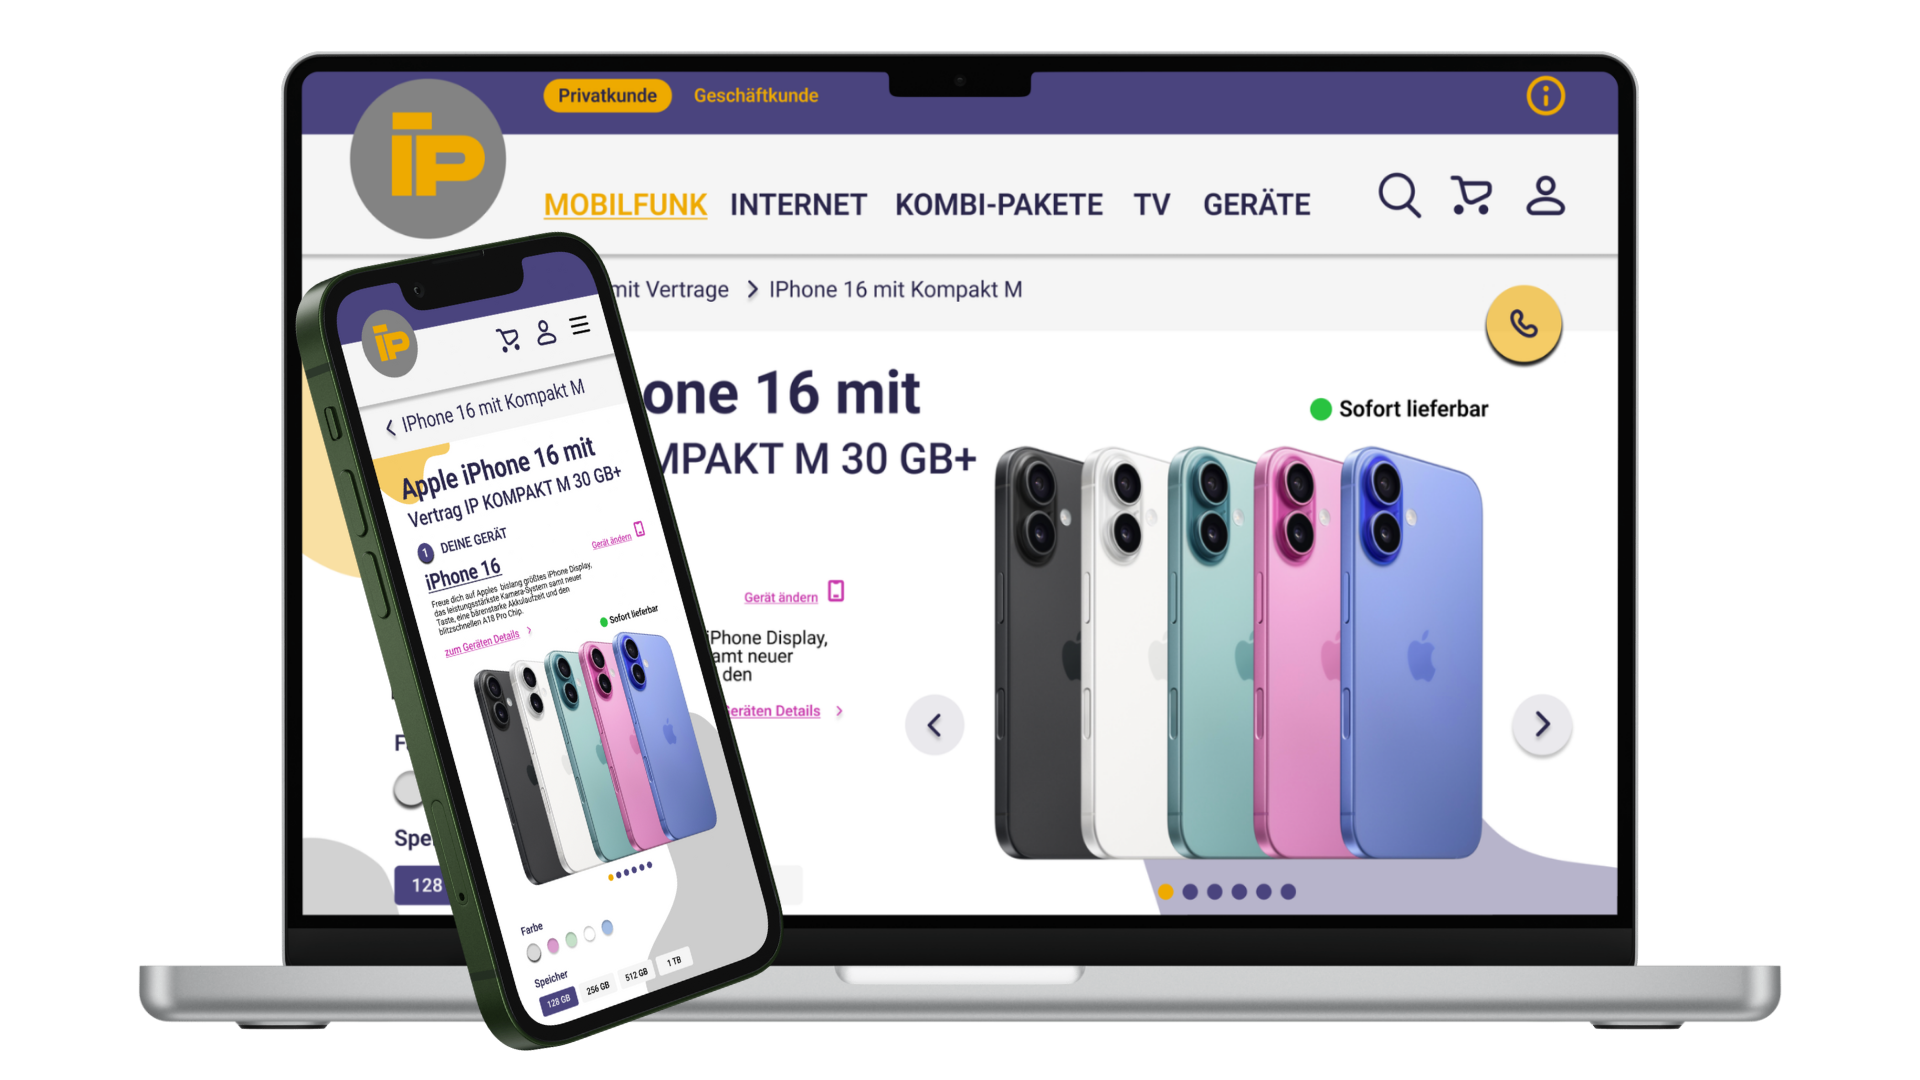 Privatkunde Geschäftkunde
IP
MOBILFUNK INTERNET KOMBI-PAKETE TV GERÄTE
mit Vertrage > IPhone 16 mit Kompakt M
one 16 mit
MPAKT M 30 GB+
Sofort lieferbar
Gerät ändern
iPhone Display,
amt neuer
den
Geräten Details >
F
Spe
128
IP
< IPhone 16 mit Kompakt M
Apple iPhone 16 mit
Vertrag IP KOMPAKT M 30 GB+
1 DEINE GERÄT
Gerät ändern
iPhone 16
Freue dich auf Apples bislang größtes iPhone Display,
das leistungsstärkste Kamera-System samt neuer
Taste, eine bärenstarke Akkulaufzeit und den
blitzschnellen A18 Pro Chip.
zum Geräten Details >
Sofort lieferbar
Farbe
Speicher
128 GB 256 GB 512 GB 1 TB